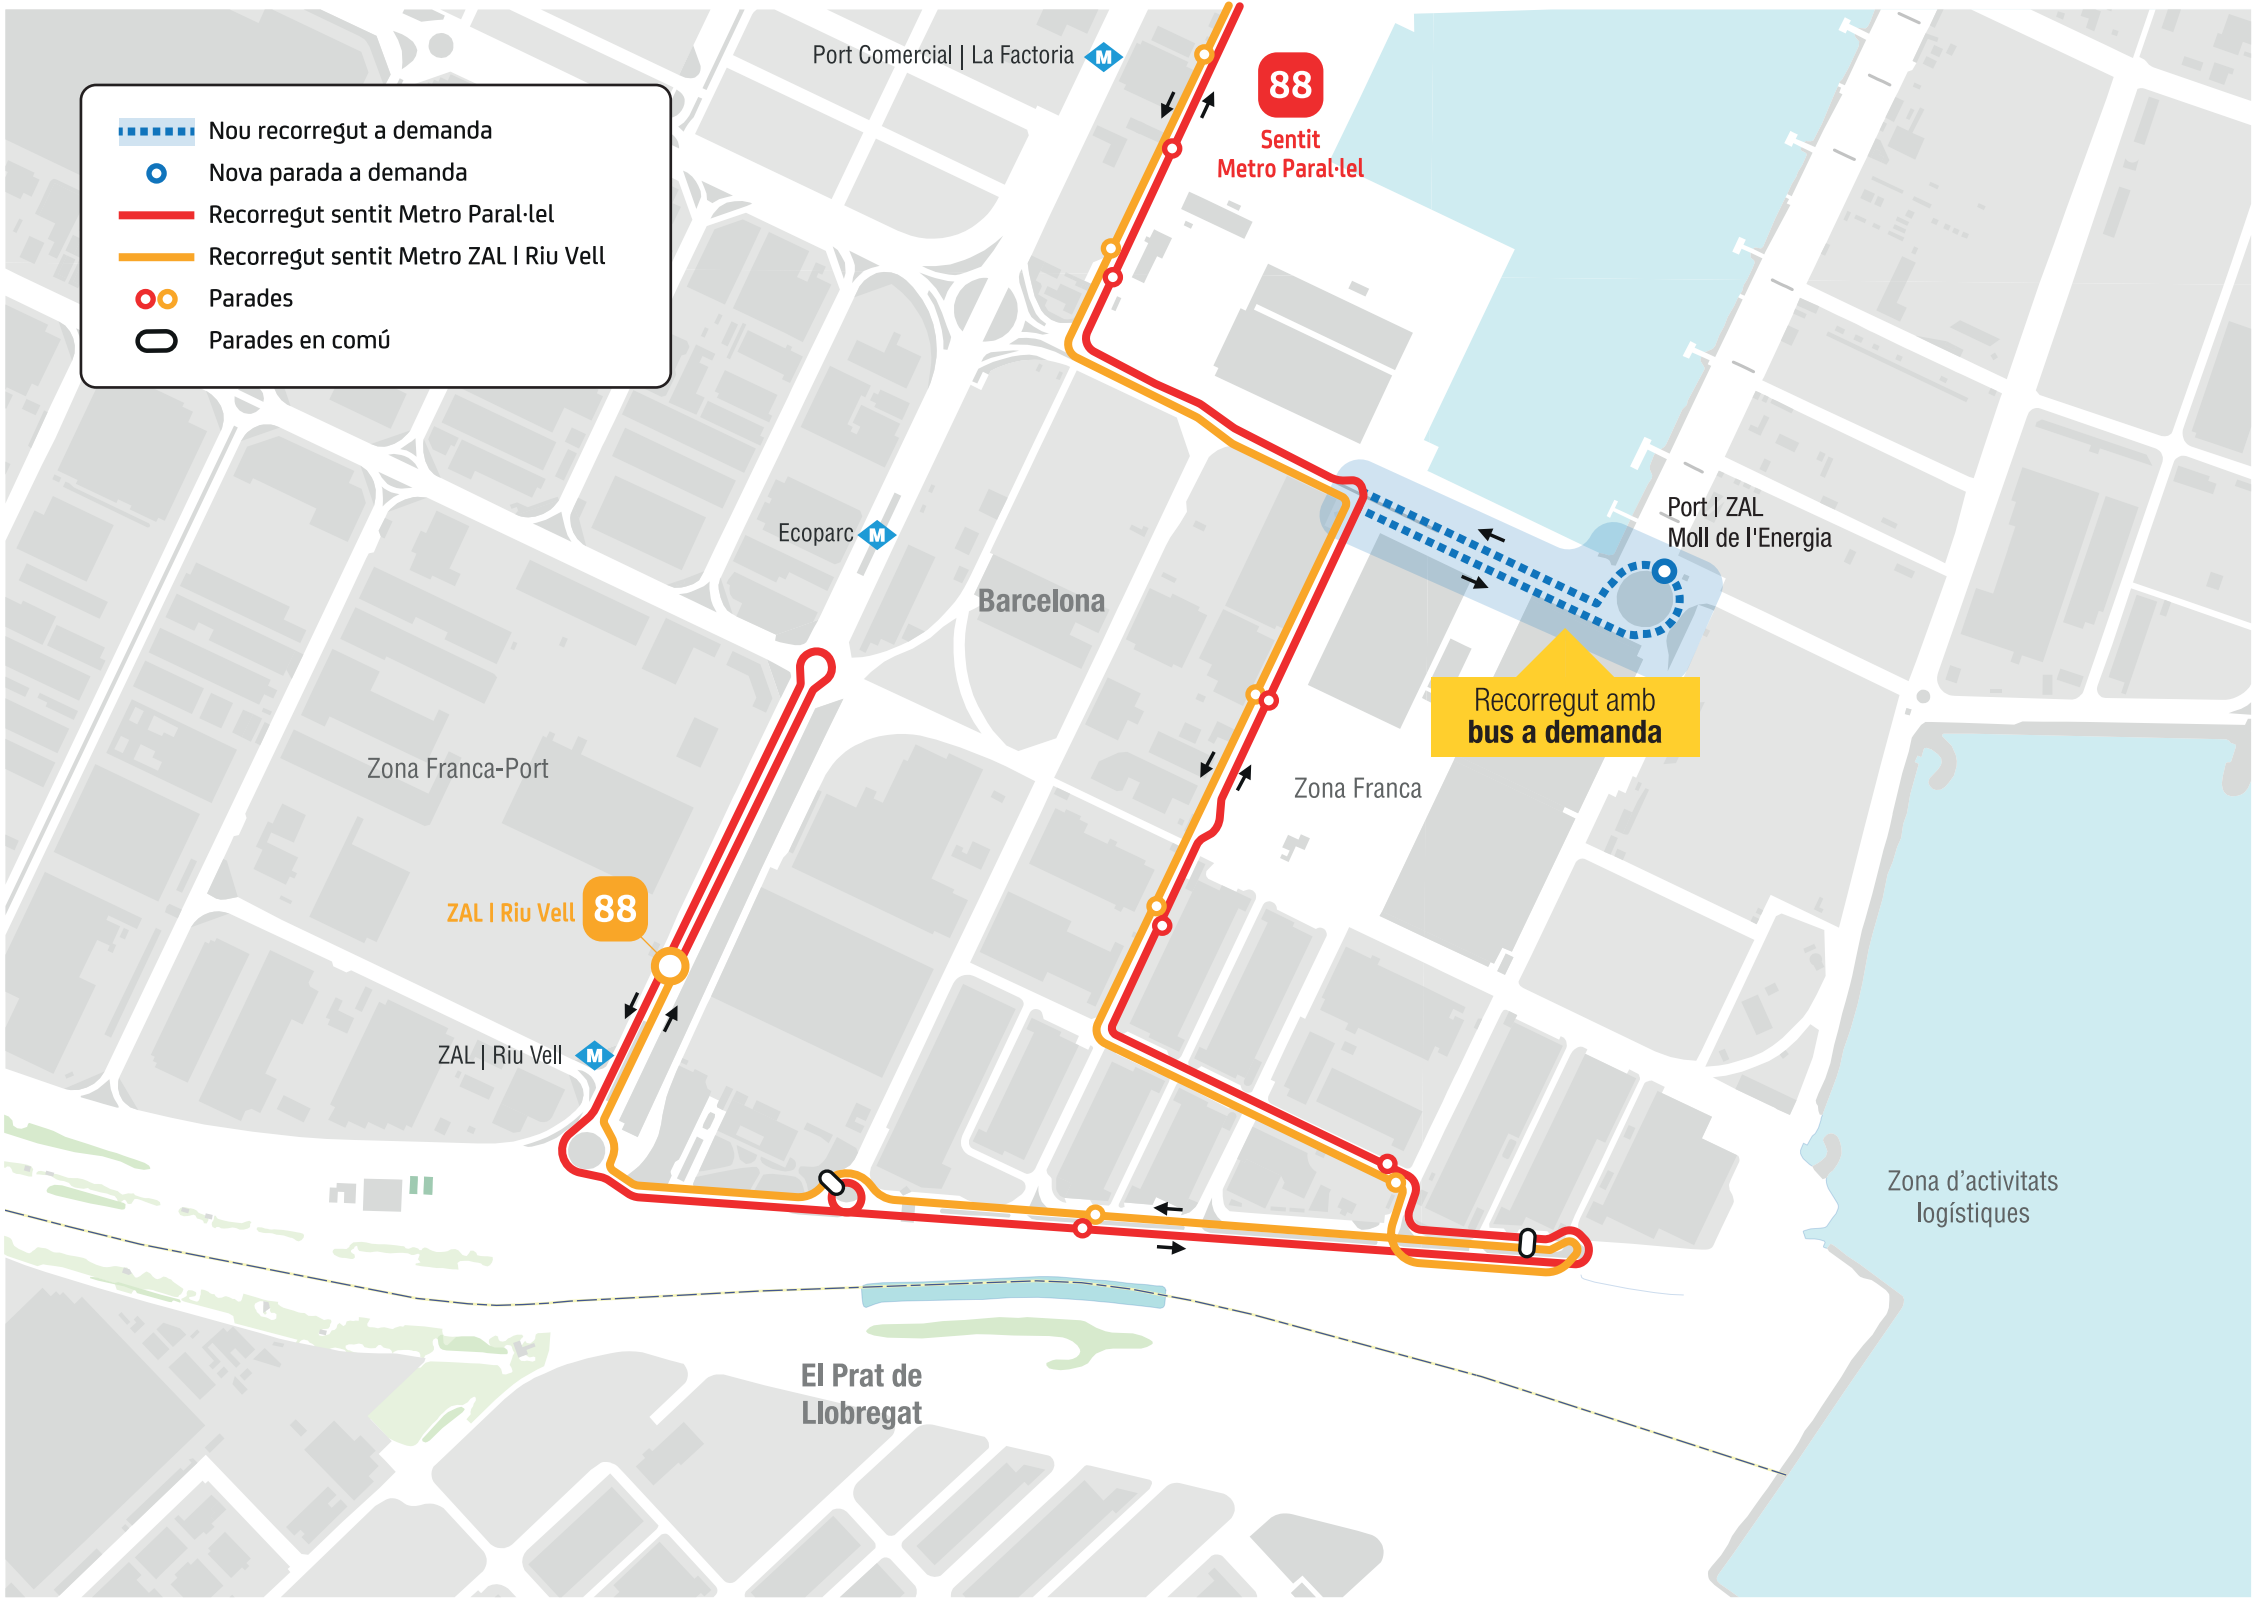 Port Comercial | La Factoria M
88
Sentit
Metro Paral·lel
Nou recorregut a demanda
Nova parada a demanda
Recorregut sentit Metro Paral·lel
Recorregut sentit Metro ZAL | Riu Vell
Parades
Parades en comú
Port | ZAL
Moll de l'Energia
Ecoparc M
Barcelona
Recorregut amb
bus a demanda
Zona Franca-Port
Zona Franca
ZAL | Riu Vell 88
ZAL | Riu Vell M
Zona d'activitats
logístiques
El Prat de
Llobregat